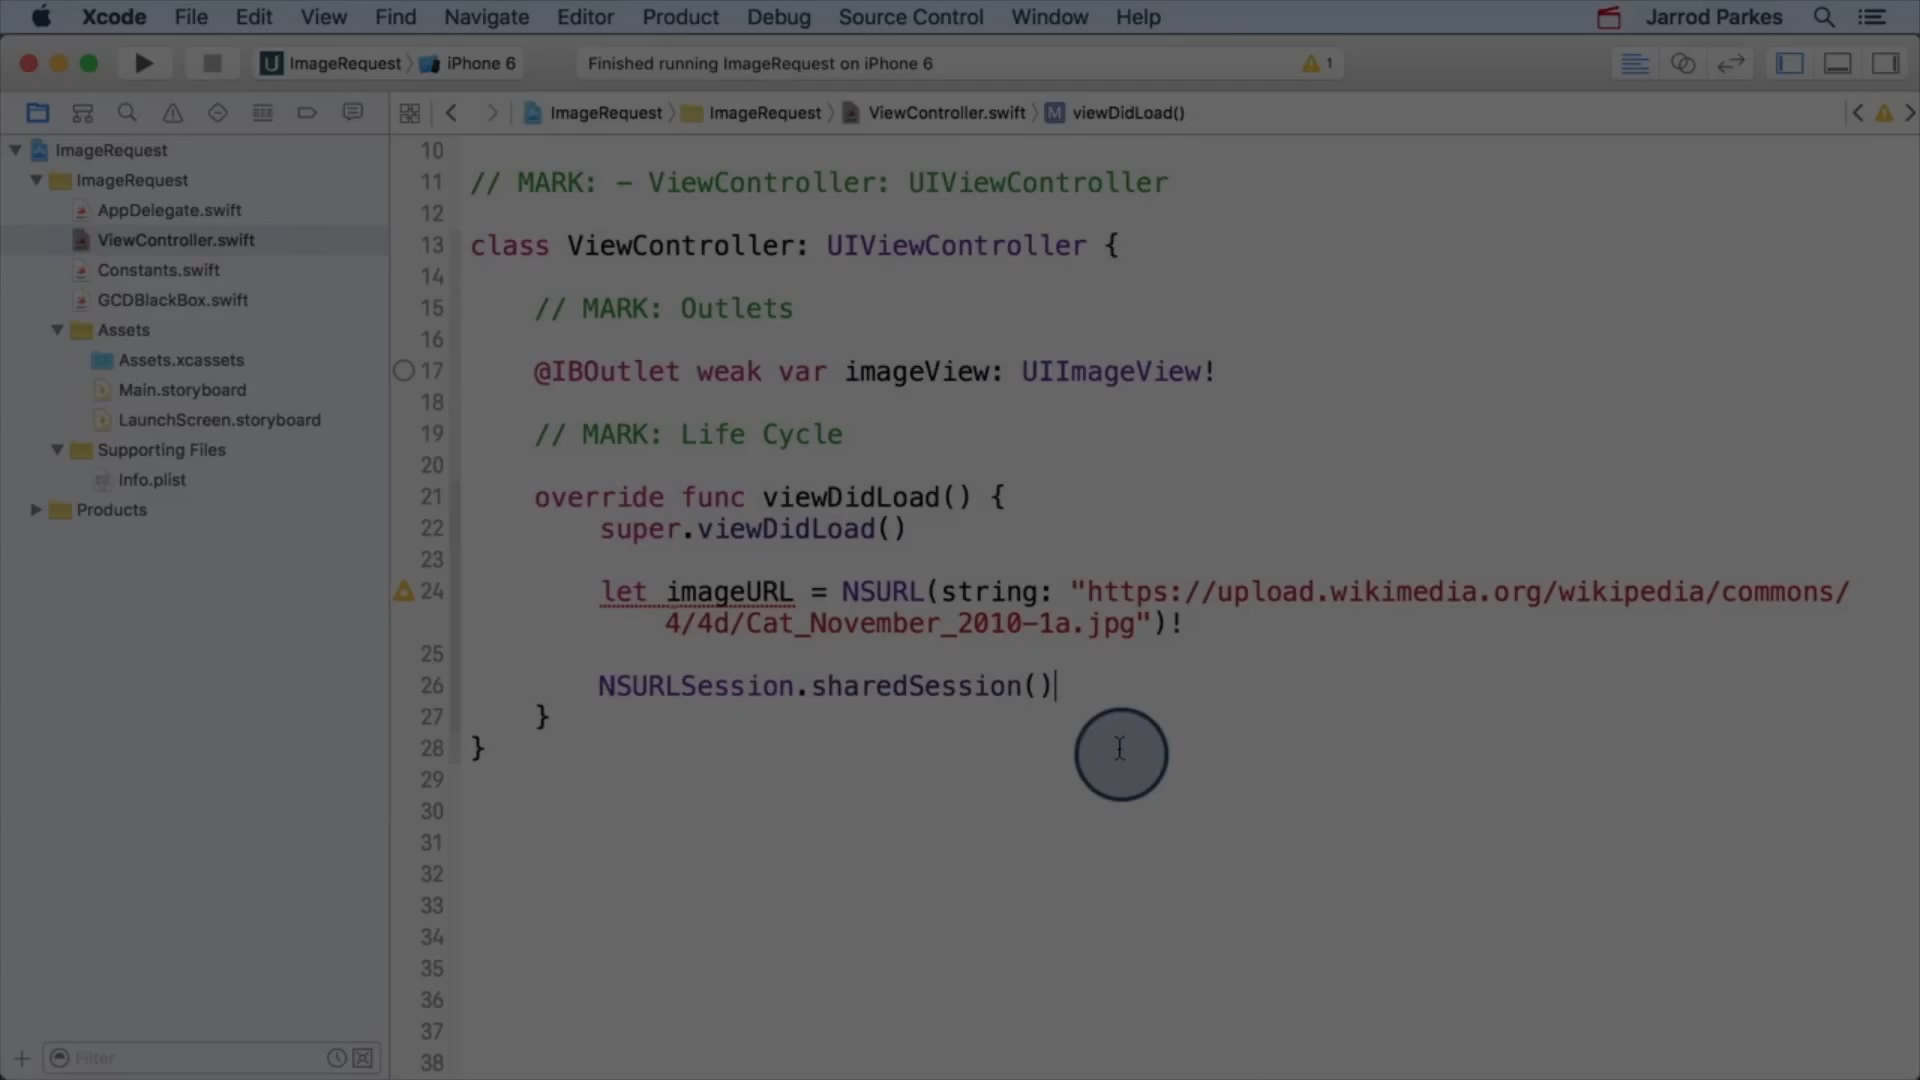 Xcode File Edit View Find Navigate Editor Product Debug Source Control Window Help Jarrod Parkes
ImageRequest iPhone 6 Finished running ImageRequest on iPhone 6 1
ImageRequest ImageRequest ViewController.swift M viewDidLoad()
ImageRequest
ImageRequest
AppDelegate.swift
ViewController.swift
Constants.swift
GCDBlackBox.swift
Assets
Assets.xcassets
Main.storyboard
LaunchScreen.storyboard
Supporting Files
Info.plist
Products
Filter
10
11 // MARK: - ViewController: UIViewController
12
13 class ViewController: UIViewController {
14
15 // MARK: Outlets
16
17 @IBOutlet weak var imageView: UIImageView!
18
19 // MARK: Life Cycle
20
21 override func viewDidLoad() {
22 super.viewDidLoad()
23
24 let imageURL = NSURL(string: "https://upload.wikimedia.org/wikipedia/commons/
4/4d/Cat_November_2010-1a.jpg")!
25
26 NSURLSession.sharedSession()
27 }
28 }
29
30
31
32
33
34
35
36
37
38